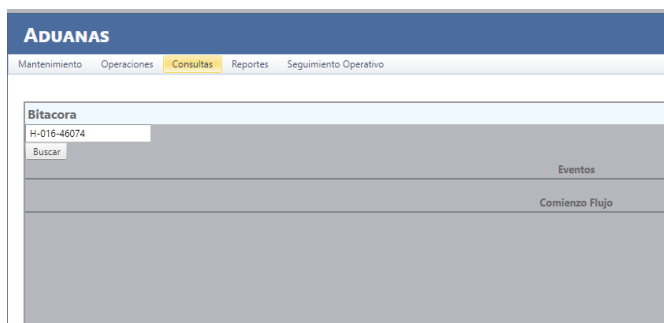 ADUANAS
Mantenimiento Operaciones Consultas Reportes Seguimiento Operativo
Bitacora
H-016-46074
Buscar
Eventos
Comienzo Flujo